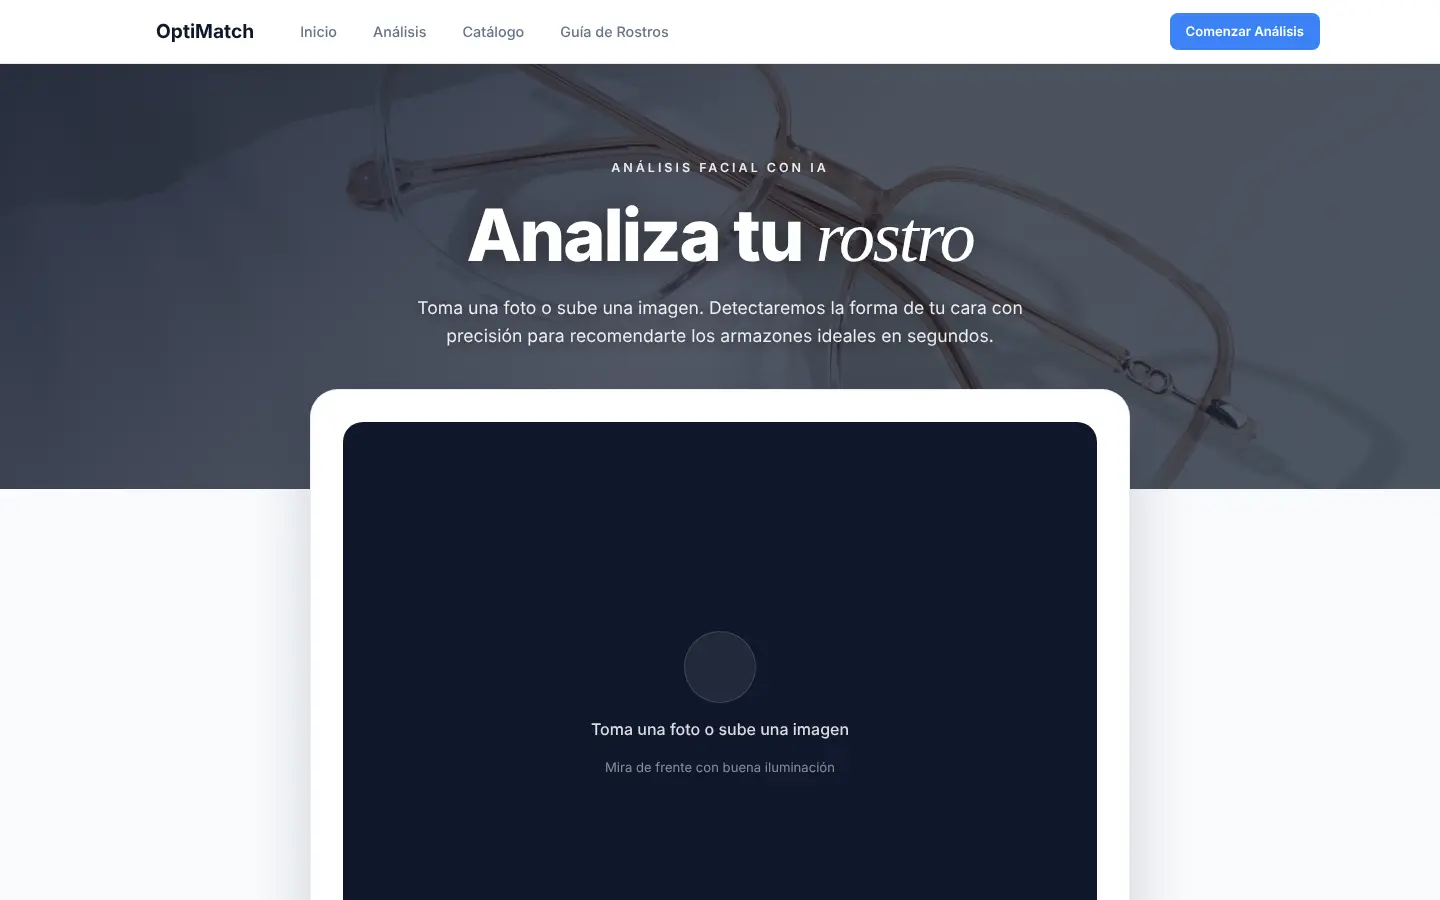 OptiMatch
Inicio
Análisis
Catálogo
Guía de Rostros
Comenzar Análisis
ANÁLISIS FACIAL CON IA
Analiza tu rostro
Toma una foto o sube una imagen. Detectaremos la forma de tu cara con
precisión para recomendarte los armazones ideales en segundos.
Toma una foto o sube una imagen
Mira de frente con buena iluminación